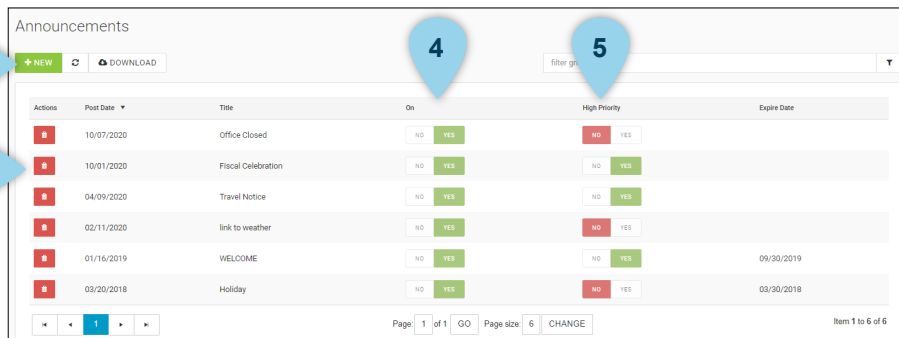 Announcements
4
5
+ NEW DOWNLOAD filter gr
Actions Post Date ▼ Title On High Priority Expire Date
10/07/2020 Office Closed NO YES NO YES
10/01/2020 Fiscal Celebration NO YES NO YES
04/09/2020 Travel Notice NO YES NO YES
02/11/2020 link to weather NO YES NO YES
01/16/2019 WELCOME NO YES NO YES 09/30/2019
03/20/2018 Holiday NO YES NO YES 03/30/2018
1 Page: 1 of 1 GO Page size: 6 CHANGE Item 1 to 6 of 6